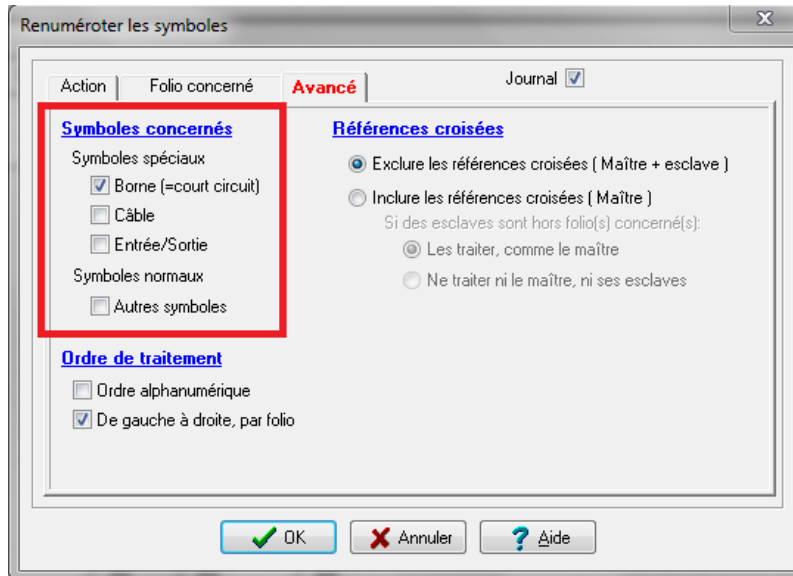 Renuméroter les symboles
Action
Folio concerné
Avancé
Journal
Symboles concernés
Symboles spéciaux
Borne (=court circuit)
Câble
Entrée/Sortie
Symboles normaux
Autres symboles
Ordre de traitement
Ordre alphanumérique
De gauche à droite, par folio
Références croisées
Exclure les références croisées ( Maître + esclave )
Inclure les références croisées ( Maître )
Si des esclaves sont hors folio(s) concerné(s):
Les traiter, comme le maître
Ne traiter ni le maître, ni ses esclaves
OK
Annuler
Aide